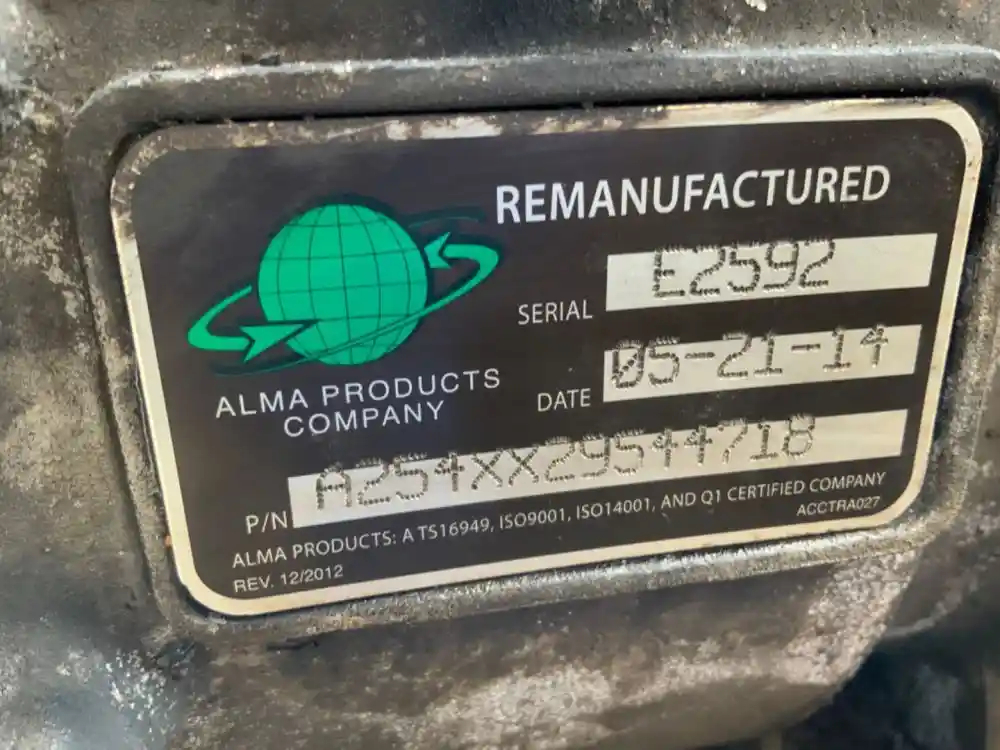 REMANUFACTURED
SERIAL E2592
DATE 05-21-14
ALMA PRODUCTS
COMPANY
P/N A254XX29544718
ALMA PRODUCTS: A TS16949, ISO9001, ISO14001, AND Q1 CERTIFIED COMPANY
REV. 12/2012
ACCTRA027